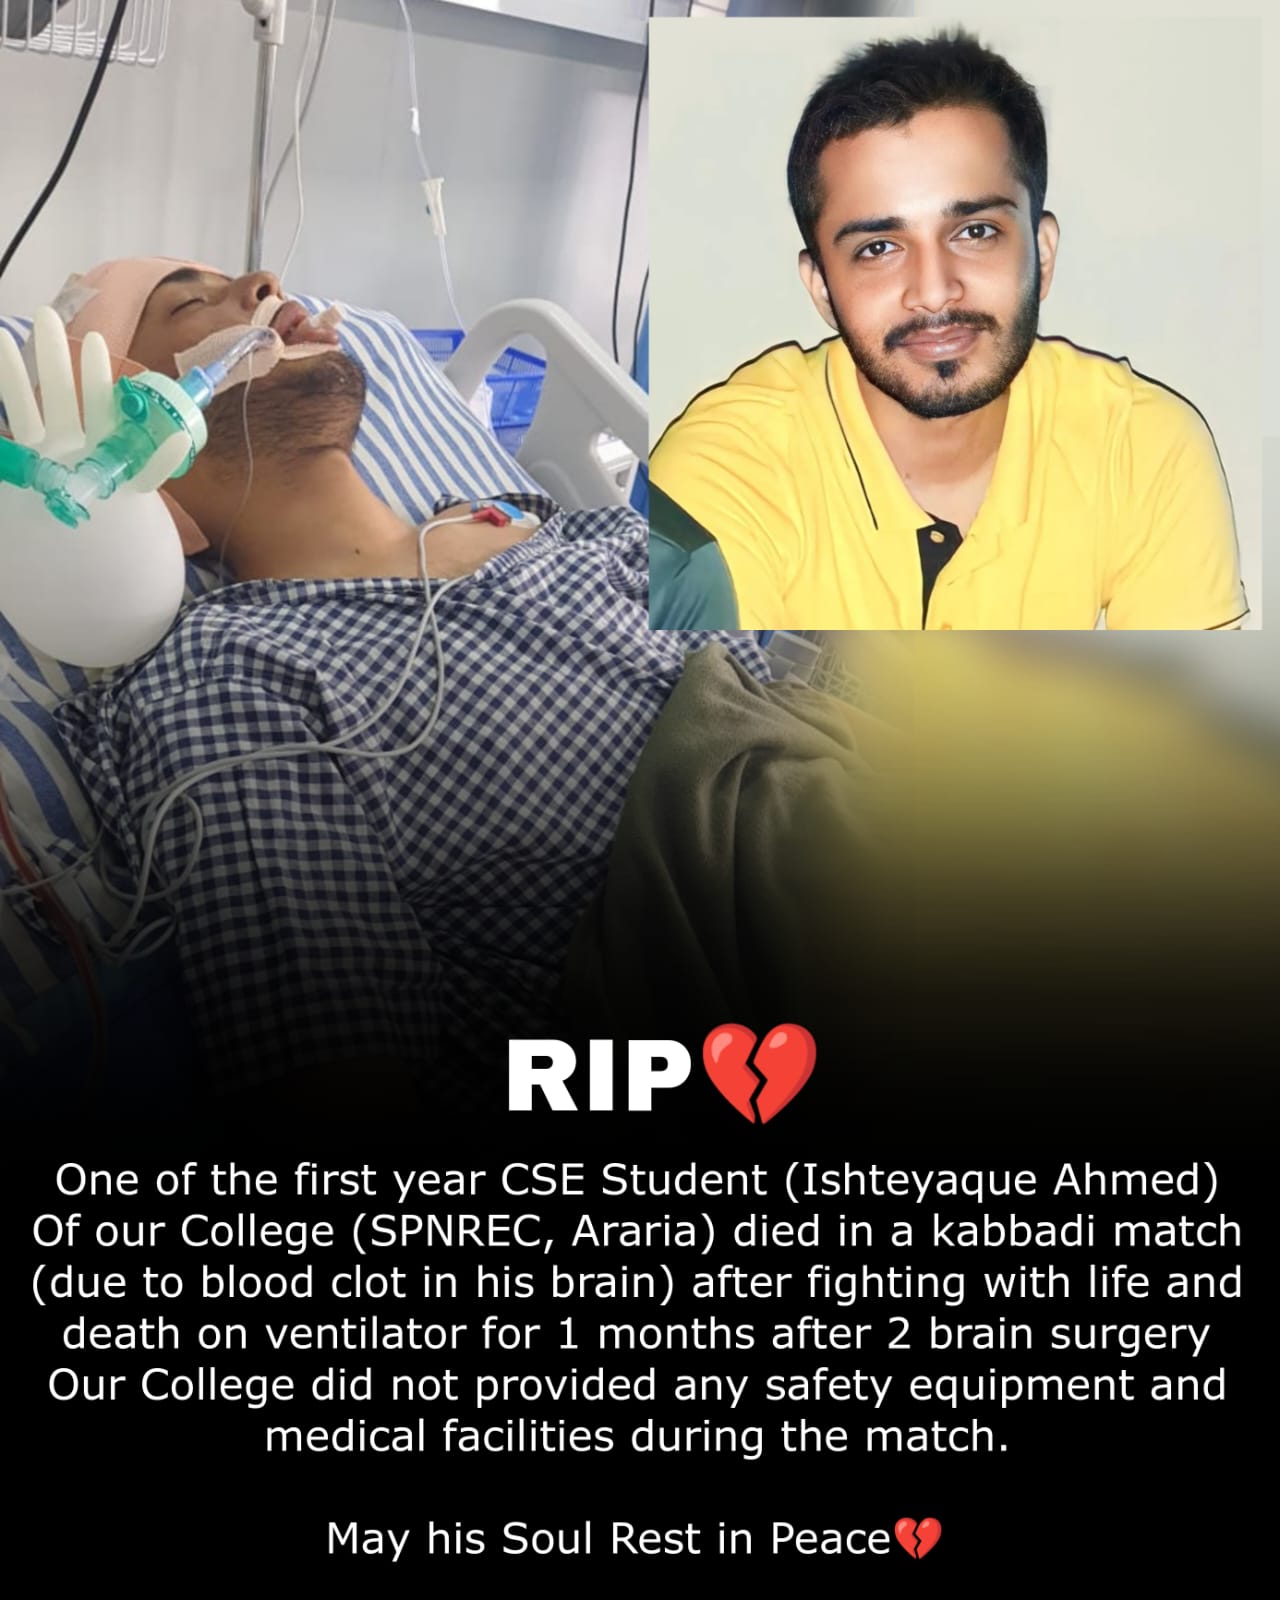 RIP💔
One of the first year CSE Student (Ishteyaque Ahmed)
Of our College (SPNREC, Araria) died in a kabbadi match
(due to blood clot in his brain) after fighting with life and
death on ventilator for 1 months after 2 brain surgery
Our College did not provided any safety equipment and
medical facilities during the match.
May his Soul Rest in Peace💔